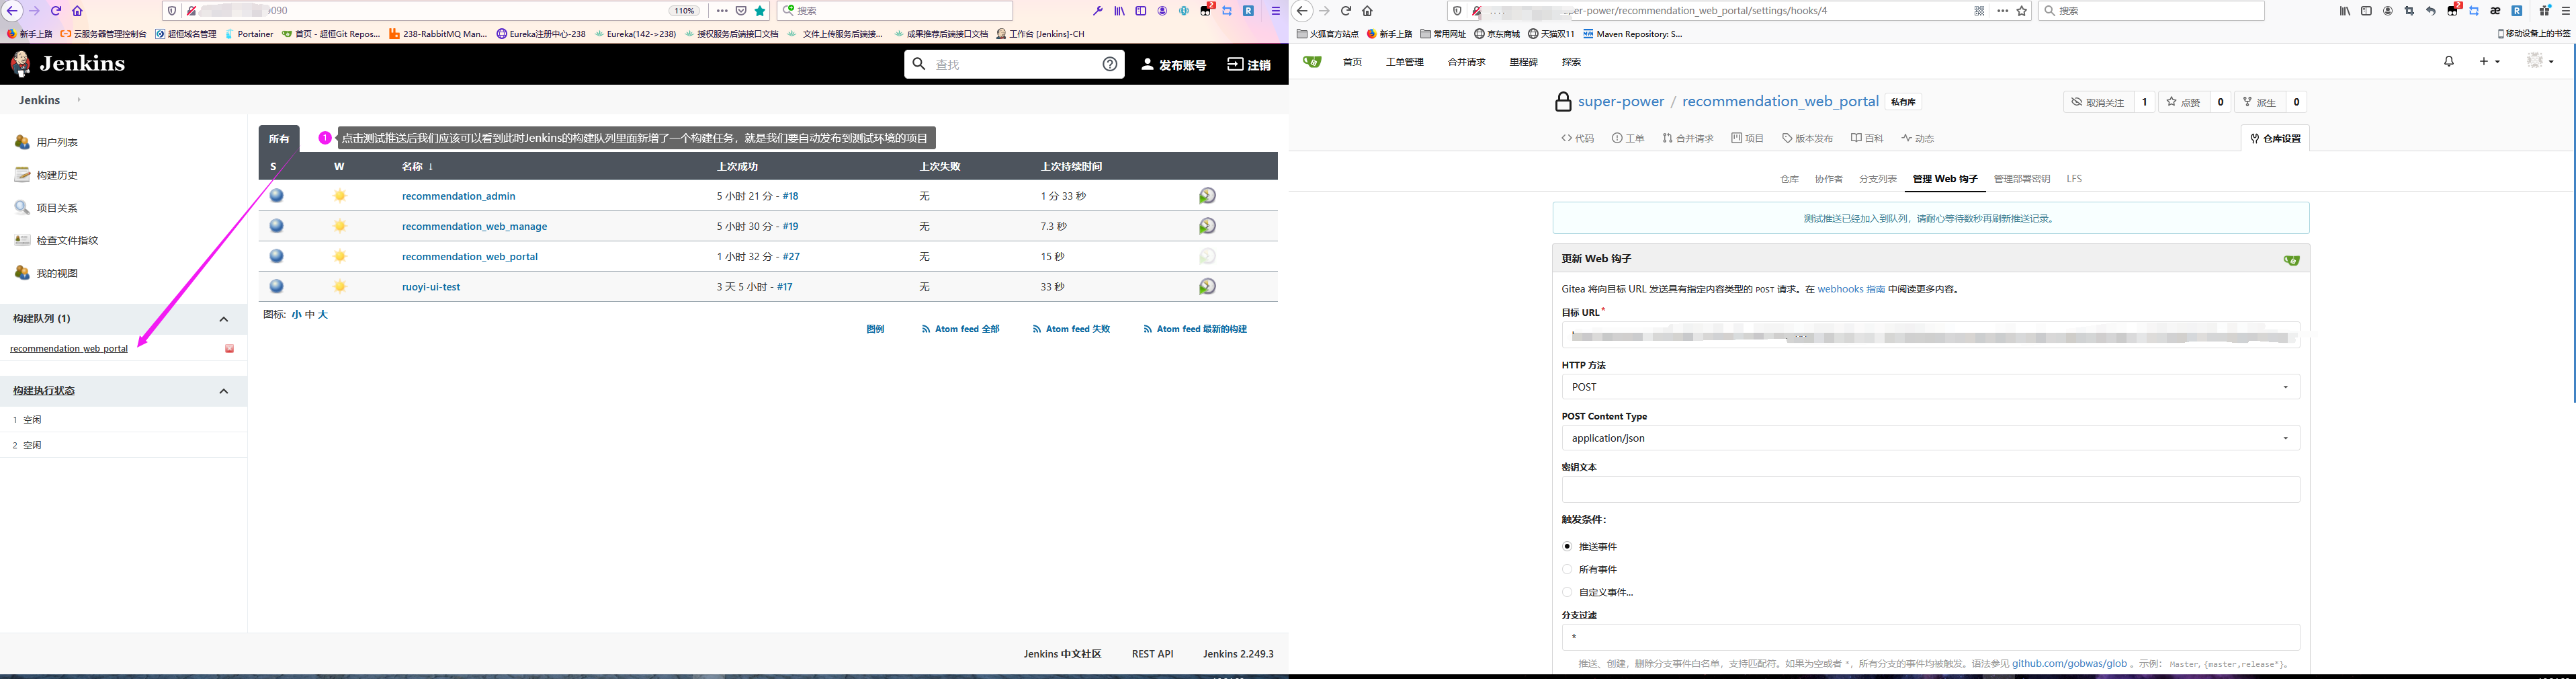 090
110%
搜索
新手上路
云服务器管理控制台
超恒域名管理
Portainer
首页 - 超恒Git Repos...
238-RabbitMQ Man...
Eureka注册中心-238
Eureka(142->238)
授权服务后端接口文档
文件上传服务后端接...
成果推荐后端接口文档
工作台 [Jenkins]-CH
Jenkins
查找
发布账号
注销
Jenkins
用户列表
构建历史
项目关系
检查文件指纹
我的视图
构建队列 (1)
recommendation_web_portal
构建执行状态
1 空闲
2 空闲
所有
1 点击测试推送后我们应该可以看到此时Jenkins的构建队列里面新增了一个构建任务，就是我们要自动发布到测试环境的项目
S W 名称 ↓ 上次成功 上次失败 上次持续时间
recommendation_admin 5 小时 21 分 - #18 无 1 分 33 秒
recommendation_web_manage 5 小时 30 分 - #19 无 7.3 秒
recommendation_web_portal 1 小时 32 分 - #27 无 15 秒
ruoyi-ui-test 3 天 5 小时 - #17 无 33 秒
图标: 小 中 大
图例 Atom feed 全部 Atom feed 失败 Atom feed 最新的构建
Jenkins 中文社区 REST API Jenkins 2.249.3
per-power/recommendation_web_portal/settings/hooks/4
搜索
火狐官方站点
新手上路
常用网址
京东商城
天猫双11
Maven Repository: S...
移动设备上的书签
首页 工单管理 合并请求 里程碑 探索
super-power / recommendation_web_portal 私有库
取消关注 1 点赞 0 派生 0
代码 工单 合并请求 项目 版本发布 百科 动态 仓库设置
仓库 协作者 分支列表 管理 Web 钩子 管理部署密钥 LFS
测试推送已经加入到队列，请耐心等待数秒再刷新推送记录。
更新 Web 钩子
Gitea 将向目标 URL 发送具有指定内容类型的 POST 请求。在 webhooks 指南 中阅读更多内容。
目标 URL *
HTTP 方法
POST
POST Content Type
application/json
密钥文本
触发条件：
推送事件
所有事件
自定义事件...
分支过滤
*
推送、创建，删除分支事件白名单，支持匹配符。如果为空或者 *，所有分支的事件均被触发。语法参见 github.com/gobwas/glob 。示例： Master, {master,release*}。